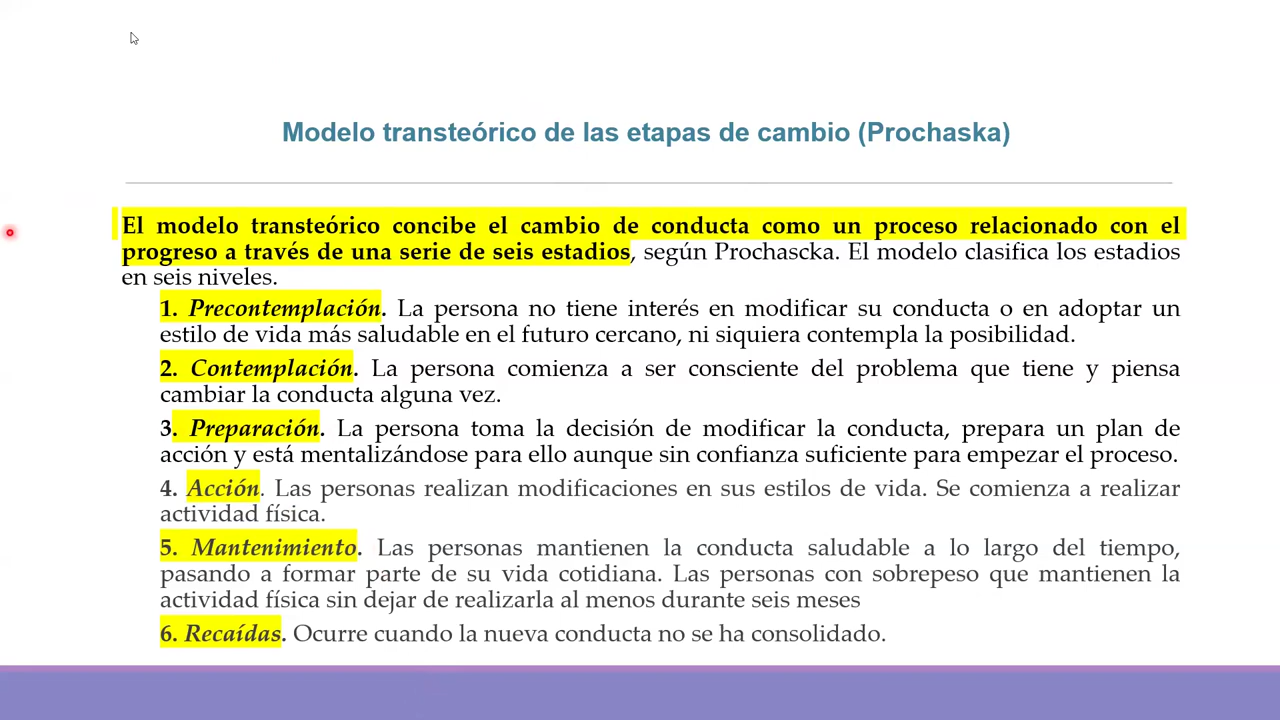 Modelo transteórico de las etapas de cambio (Prochaska)
El modelo transteórico concibe el cambio de conducta como un proceso relacionado con el
progreso a través de una serie de seis estadios, según Prochascka. El modelo clasifica los estadios
en seis niveles.
1. Precontemplación. La persona no tiene interés en modificar su conducta o en adoptar un
estilo de vida más saludable en el futuro cercano, ni siquiera contempla la posibilidad.
2. Contemplación. La persona comienza a ser consciente del problema que tiene y piensa
cambiar la conducta alguna vez.
3. Preparación. La persona toma la decisión de modificar la conducta, prepara un plan de
acción y está mentalizándose para ello aunque sin confianza suficiente para empezar el proceso.
4. Acción. Las personas realizan modificaciones en sus estilos de vida. Se comienza a realizar
actividad física.
5. Mantenimiento. Las personas mantienen la conducta saludable a lo largo del tiempo,
pasando a formar parte de su vida cotidiana. Las personas con sobrepeso que mantienen la
actividad física sin dejar de realizarla al menos durante seis meses
6. Recaídas. Ocurre cuando la nueva conducta no se ha consolidado.